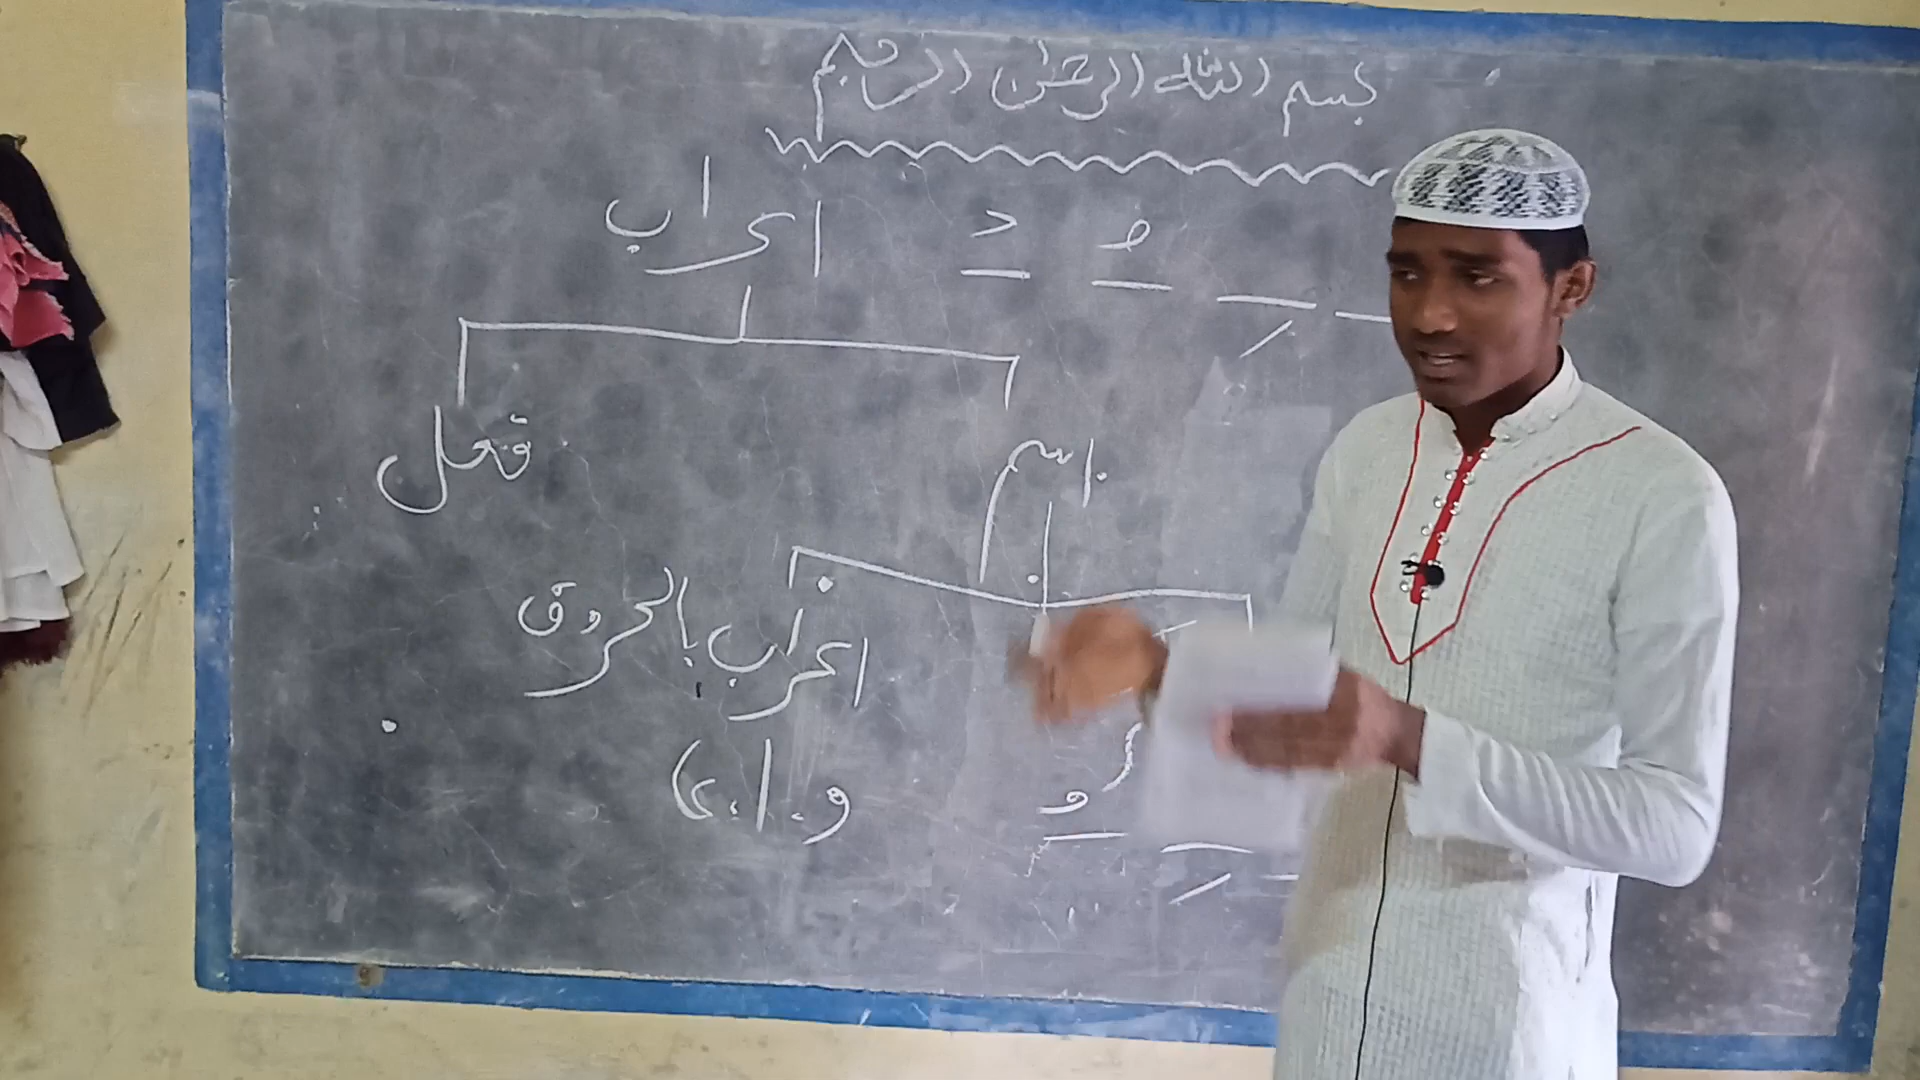 بسم الله الرحمن الرحيم
اعراب
اسم فعل
اعراب بالحروف
و . ا . ی